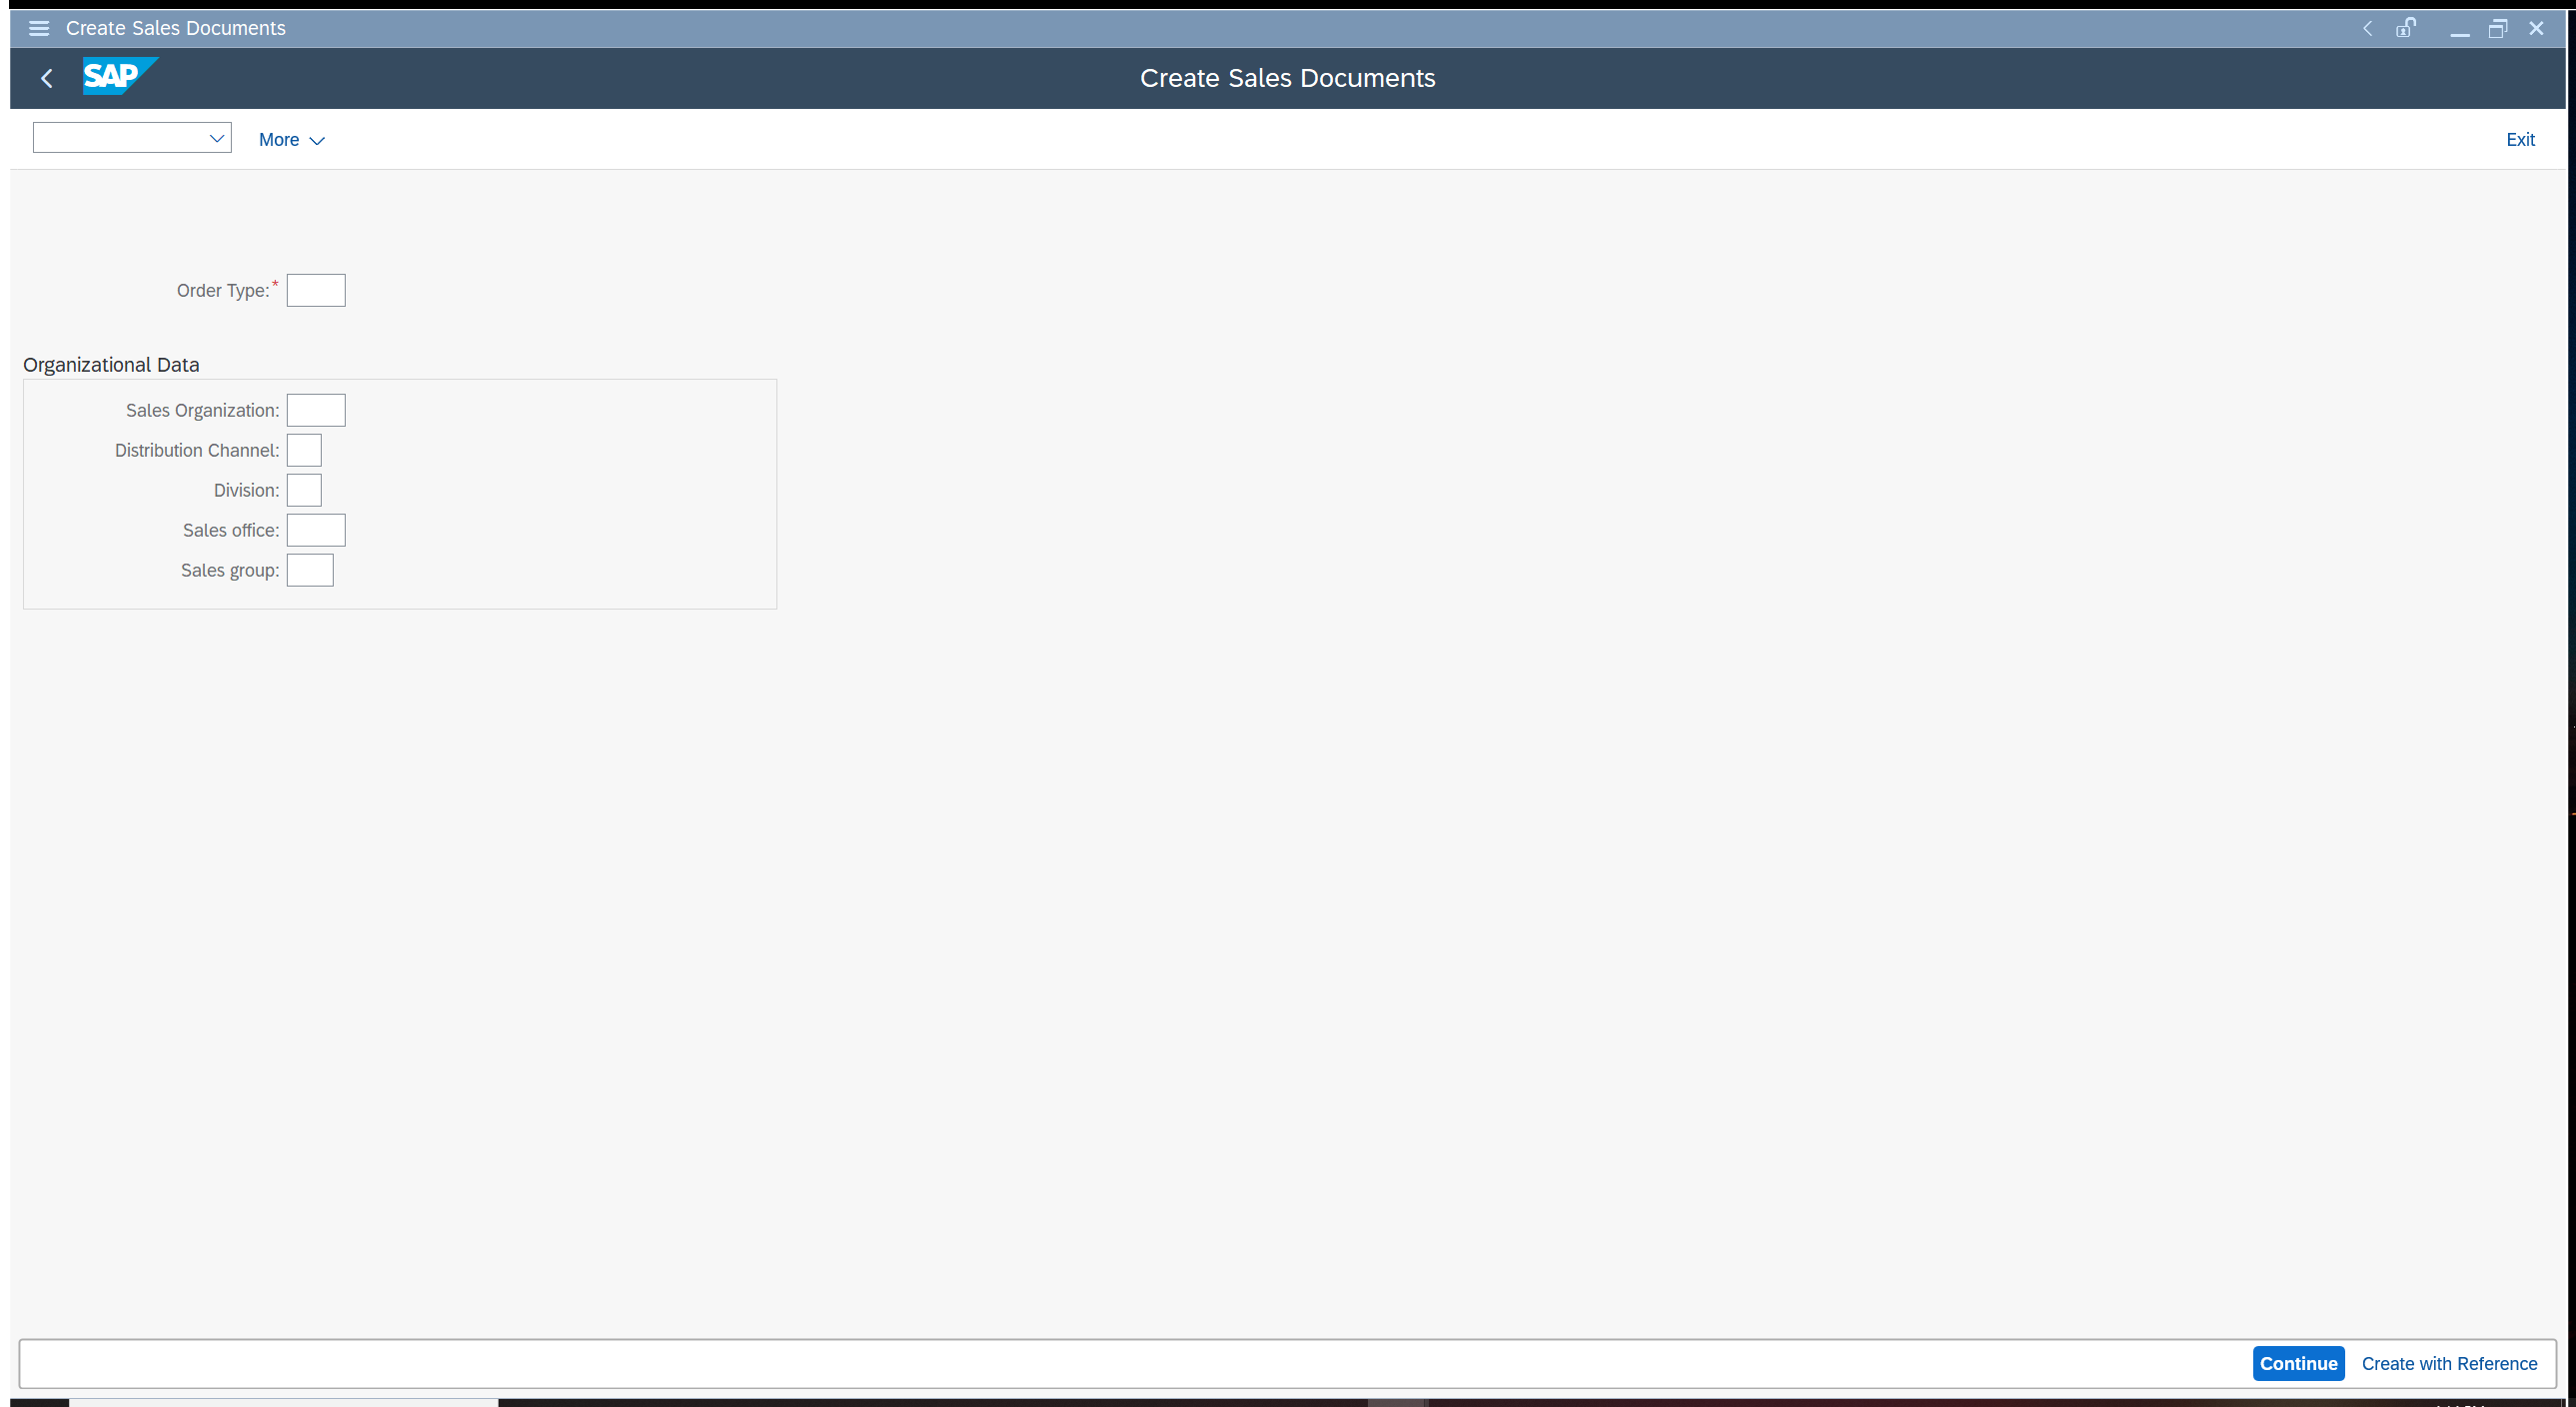 Create Sales Documents
SAP
Create Sales Documents
More
Exit
Order Type:*
Organizational Data
Sales Organization:
Distribution Channel:
Division:
Sales office:
Sales group:
Continue
Create with Reference